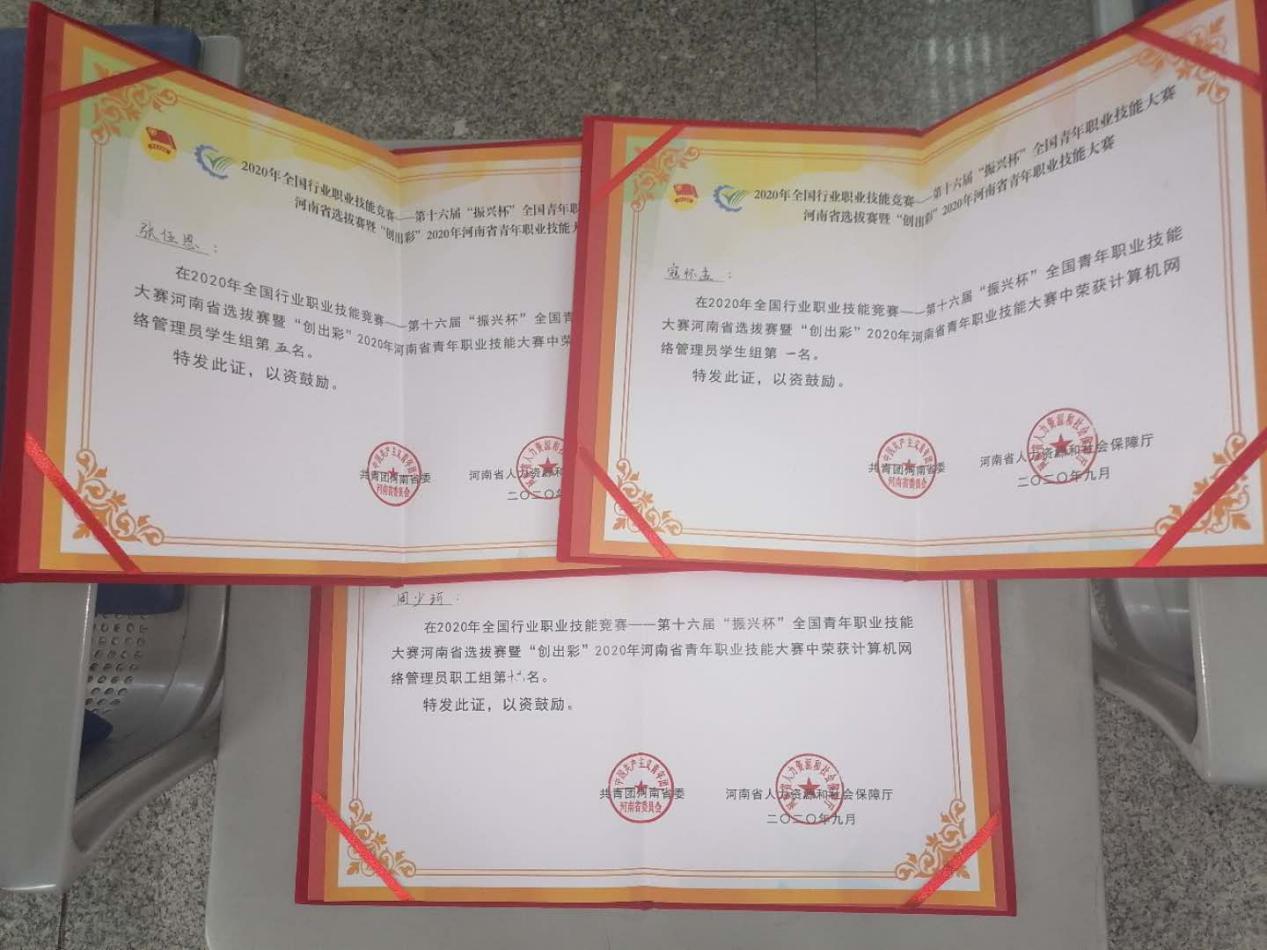 2020年全国行业职业技能竞赛——第十六届“振兴杯”全国青年职
河南省选拔赛暨“创出彩”2020年河南省青年职业技能大
张恒恩：
在2020年全国行业职业技能竞赛——第十六届“振兴杯”全国青
大赛河南省选拔赛暨“创出彩”2020年河南省青年职业技能大赛中荣
络管理员学生组第五名。
特发此证，以资鼓励。
共青团河南省委
河南省人力资源和
二〇二〇年
2020年全国行业职业技能竞赛——第十六届“振兴杯”全国青年职业技能大赛
河南省选拔赛暨“创出彩”2020年河南省青年职业技能大赛
寇怀孟：
在2020年全国行业职业技能竞赛——第十六届“振兴杯”全国青年职业技能
大赛河南省选拔赛暨“创出彩”2020年河南省青年职业技能大赛中荣获计算机网
络管理员学生组第一名。
特发此证，以资鼓励。
共青团河南省委
河南省人力资源和社会保障厅
二〇二〇年九月
周少珂：
在2020年全国行业职业技能竞赛——第十六届“振兴杯”全国青年职业技能
大赛河南省选拔赛暨“创出彩”2020年河南省青年职业技能大赛中荣获计算机网
络管理员职工组第十名。
特发此证，以资鼓励。
共青团河南省委
河南省人力资源和社会保障厅
二〇二〇年九月